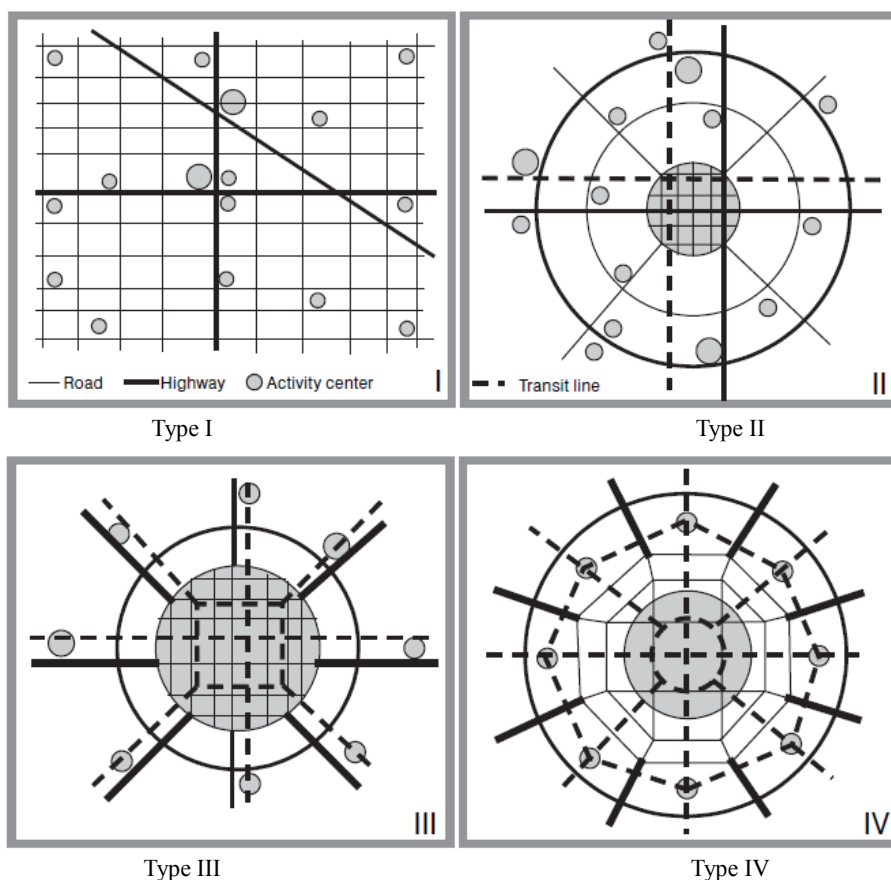 Road Highway Activity center I
Transit line II
Type I Type II
III IV
Type III Type IV